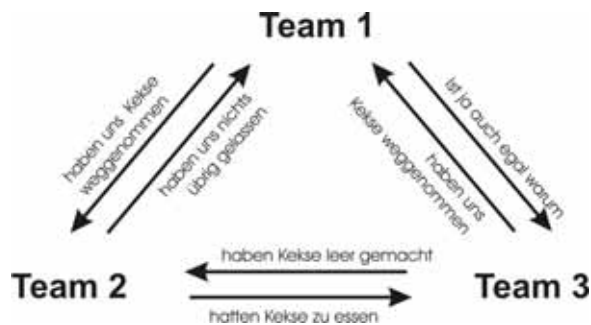 Team 1
haben uns Kekse
weggenommen
haben uns nichts
übrig gelassen
Ist ja auch egal warum
haben uns
Kekse weggenommen
haben Kekse leer gemacht
Team 2
Team 3
hatten Kekse zu essen